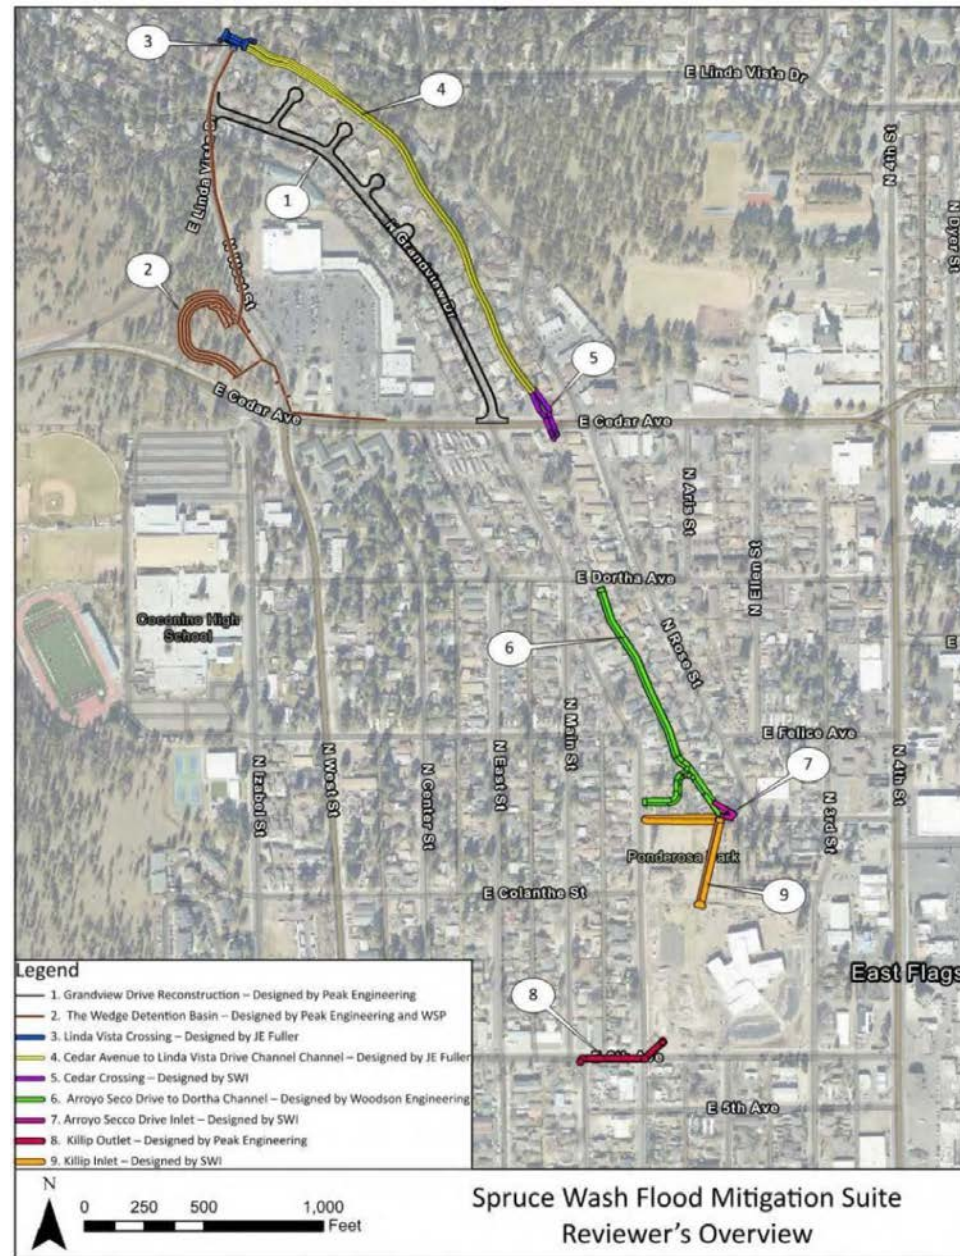 3
E Linda Vista Dr
4
N 4th St
E Linda Vista Dr
1
N Dyer St
2
N West St
N Grandview Dr
5
E Cedar Ave
E Cedar Ave
N Aris St
E Dortha Ave
N Ellen St
Coconino High
School
6
N Rose St
E
N Main St
E Felice Ave
7
N Izabel St
N West St
N Center St
N East St
N 3rd St
N 4th St
Ponderosa Park
E Colanthe St
9
East Flags
8
E 6th Ave
E 5th Ave
Legend
1. Grandview Drive Reconstruction – Designed by Peak Engineering
2. The Wedge Detention Basin – Designed by Peak Engineering and WSP
3. Linda Vista Crossing – Designed by JE Fuller
4. Cedar Avenue to Linda Vista Drive Channel Channel – Designed by JE Fuller
5. Cedar Crossing – Designed by SWI
6. Arroyo Seco Drive to Dortha Channel – Designed by Woodson Engineering
7. Arroyo Secco Drive Inlet – Designed by SWI
8. Killip Outlet – Designed by Peak Engineering
9. Killip Inlet – Designed by SWI
N
0 250 500 1,000
Feet
Spruce Wash Flood Mitigation Suite
Reviewer's Overview